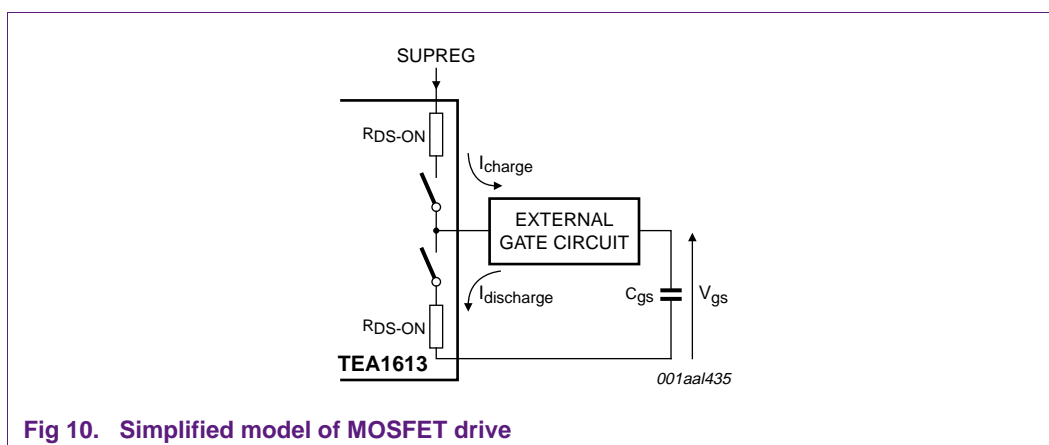 SUPREG
RDS-ON
Icharge
EXTERNAL
GATE CIRCUIT
Idischarge
Cgs
Vgs
RDS-ON
TEA1613
001aal435
Fig 10. Simplified model of MOSFET drive